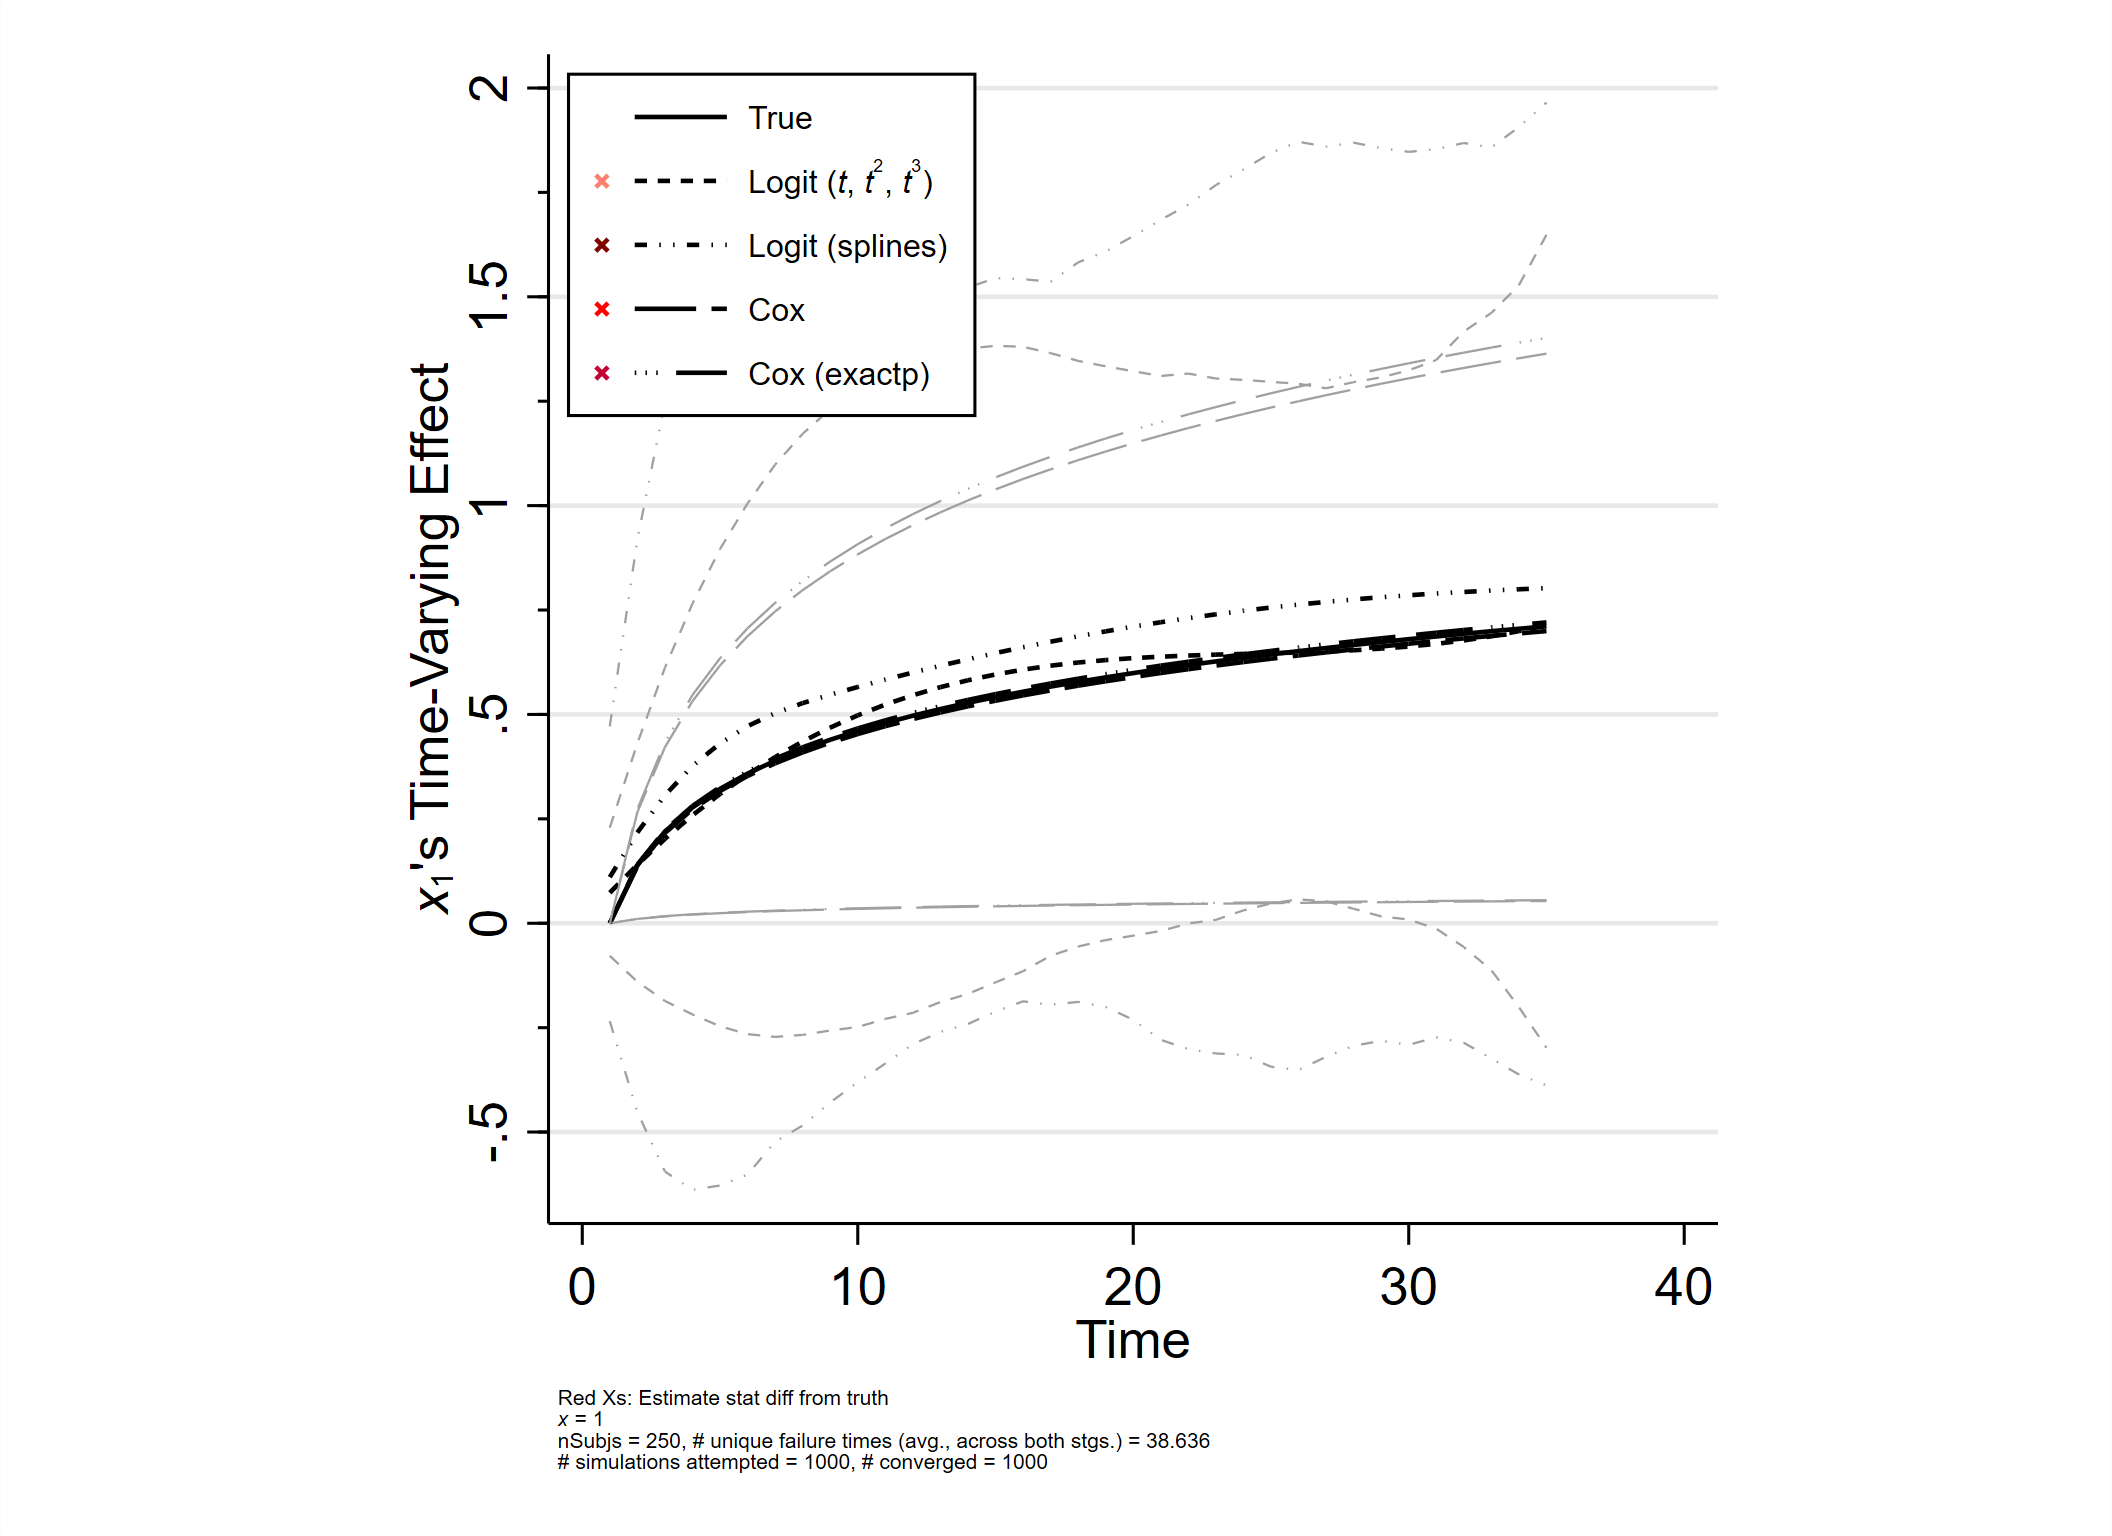 2
1.5
1
.5
0
-.5
x₁'s Time-Varying Effect
True
Logit (t, t², t³)
Logit (splines)
Cox
Cox (exactp)
0 10 20 30 40
Time
Red Xs: Estimate stat diff from truth
x = 1
nSubjs = 250, # unique failure times (avg., across both stgs.) = 38.636
# simulations attempted = 1000, # converged = 1000